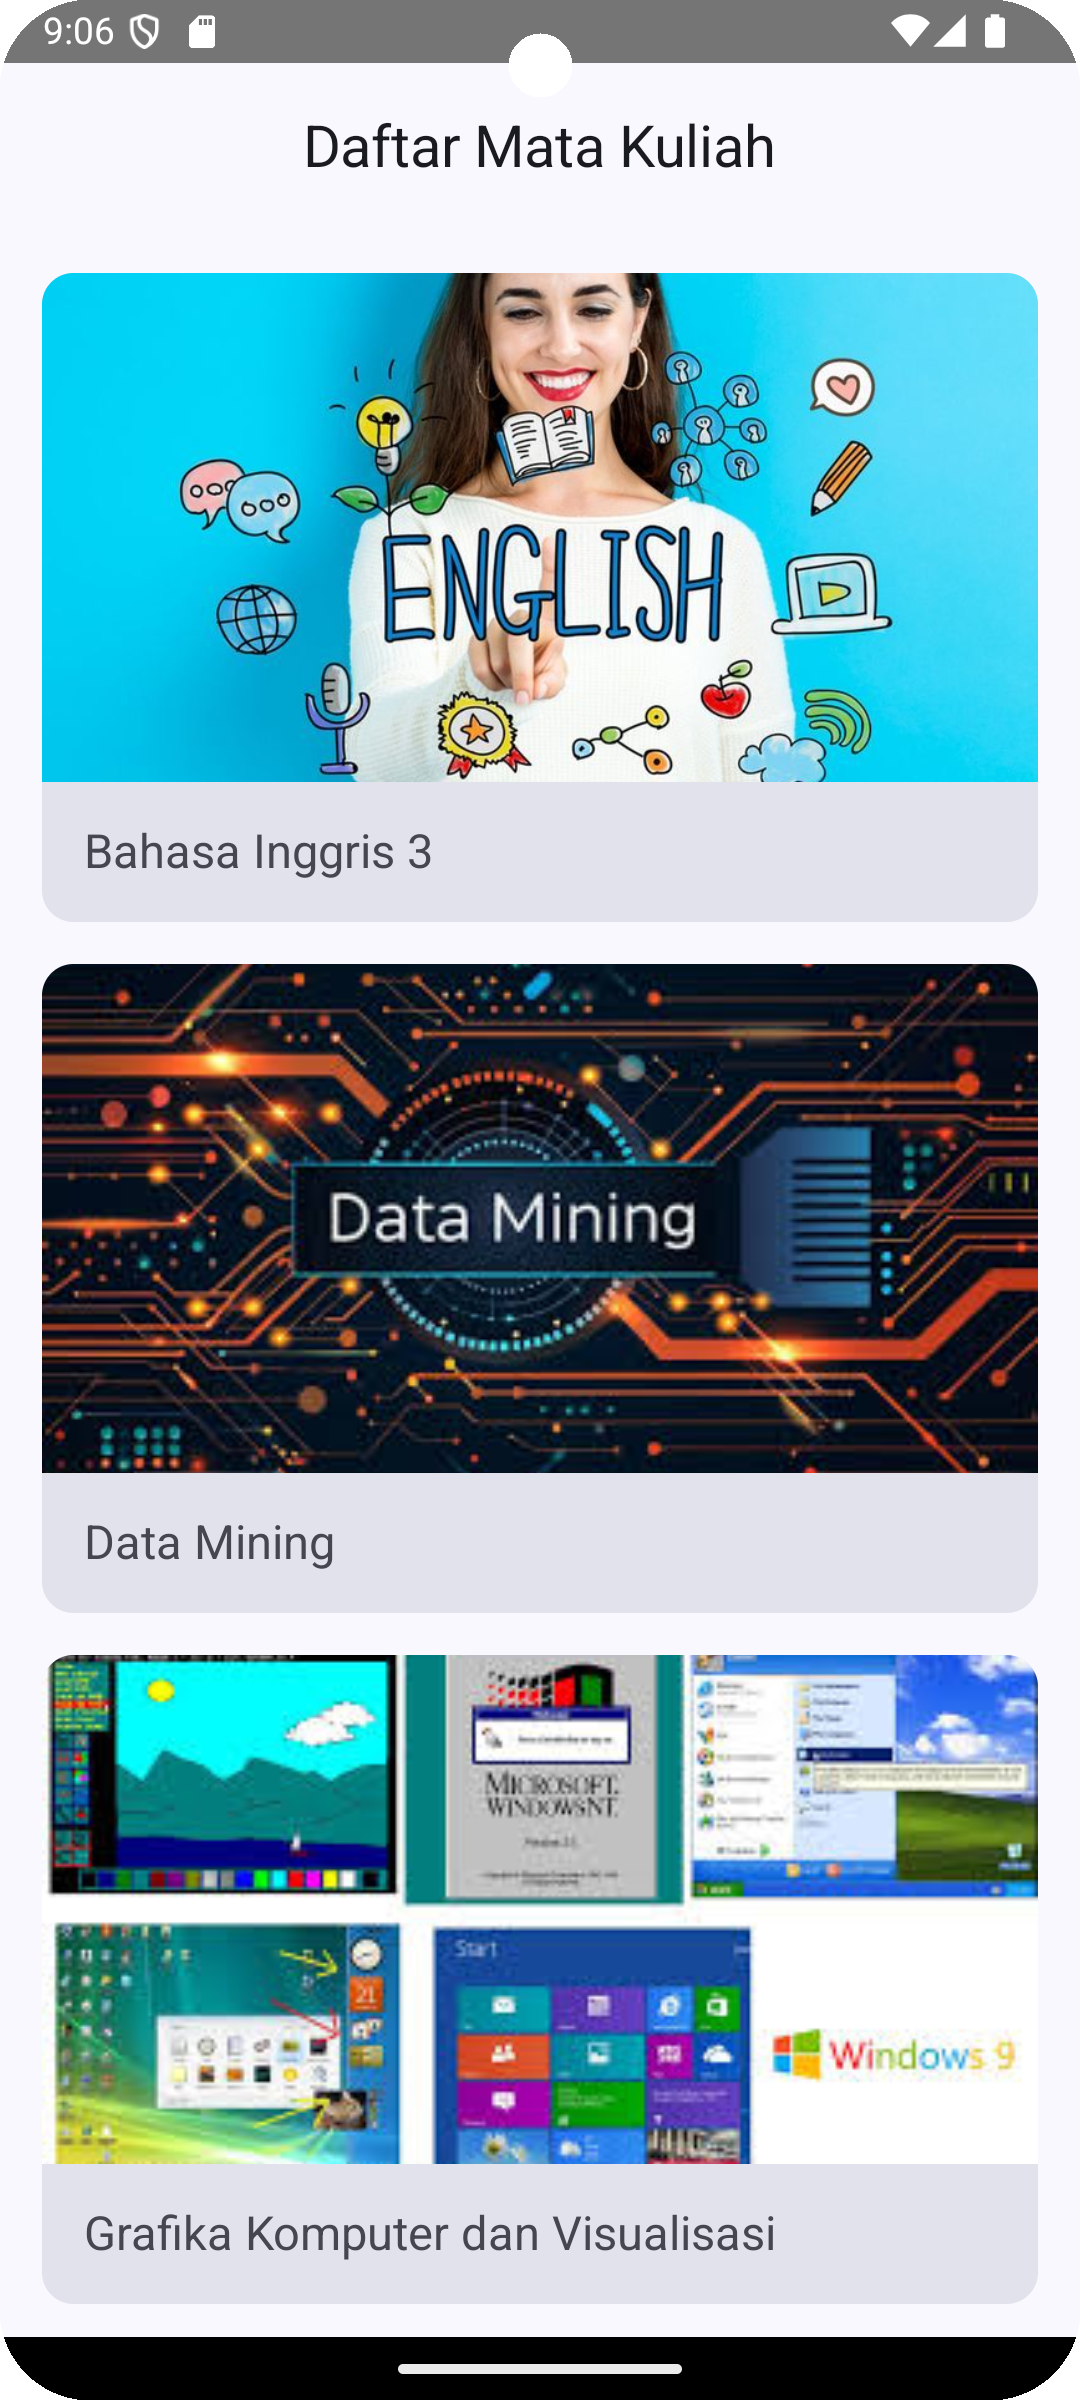 9:06
Daftar Mata Kuliah
ENGLISH
Bahasa Inggris 3
Data Mining
Data Mining
MICROSOFT
WINDOWS NT
21
Start
Windows 9
Grafika Komputer dan Visualisasi